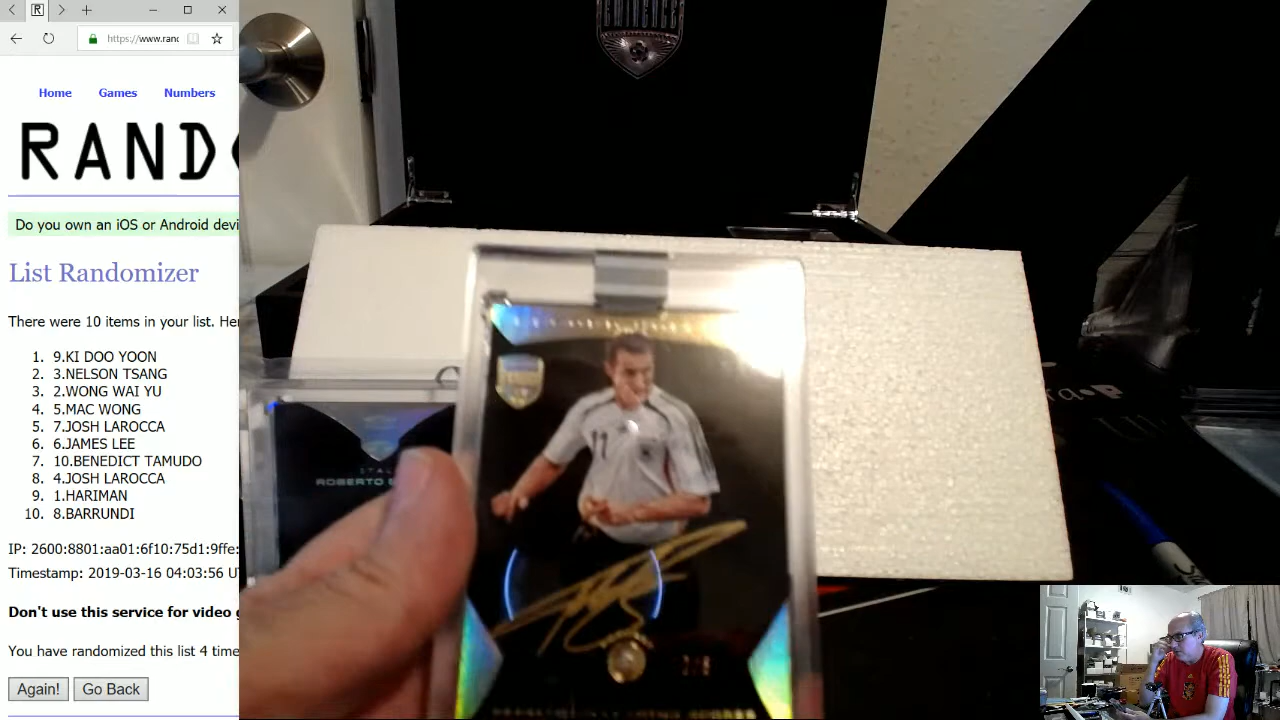 https://www.ranc
Home Games Numbers
RAND
Do you own an iOS or Android devi
List Randomizer
There were 10 items in your list. Her
1. 9.KI DOO YOON
2. 3.NELSON TSANG
3. 2.WONG WAI YU
4. 5.MAC WONG
5. 7.JOSH LAROCCA
6. 6.JAMES LEE
7. 10.BENEDICT TAMUDO
8. 4.JOSH LAROCCA
9. 1.HARIMAN
10. 8.BARRUNDI
IP: 2600:8801:aa01:6f10:75d1:9ffe:
Timestamp: 2019-03-16 04:03:56 U
Don't use this service for video g
You have randomized this list 4 time
Again! Go Back
11
ROBERTO